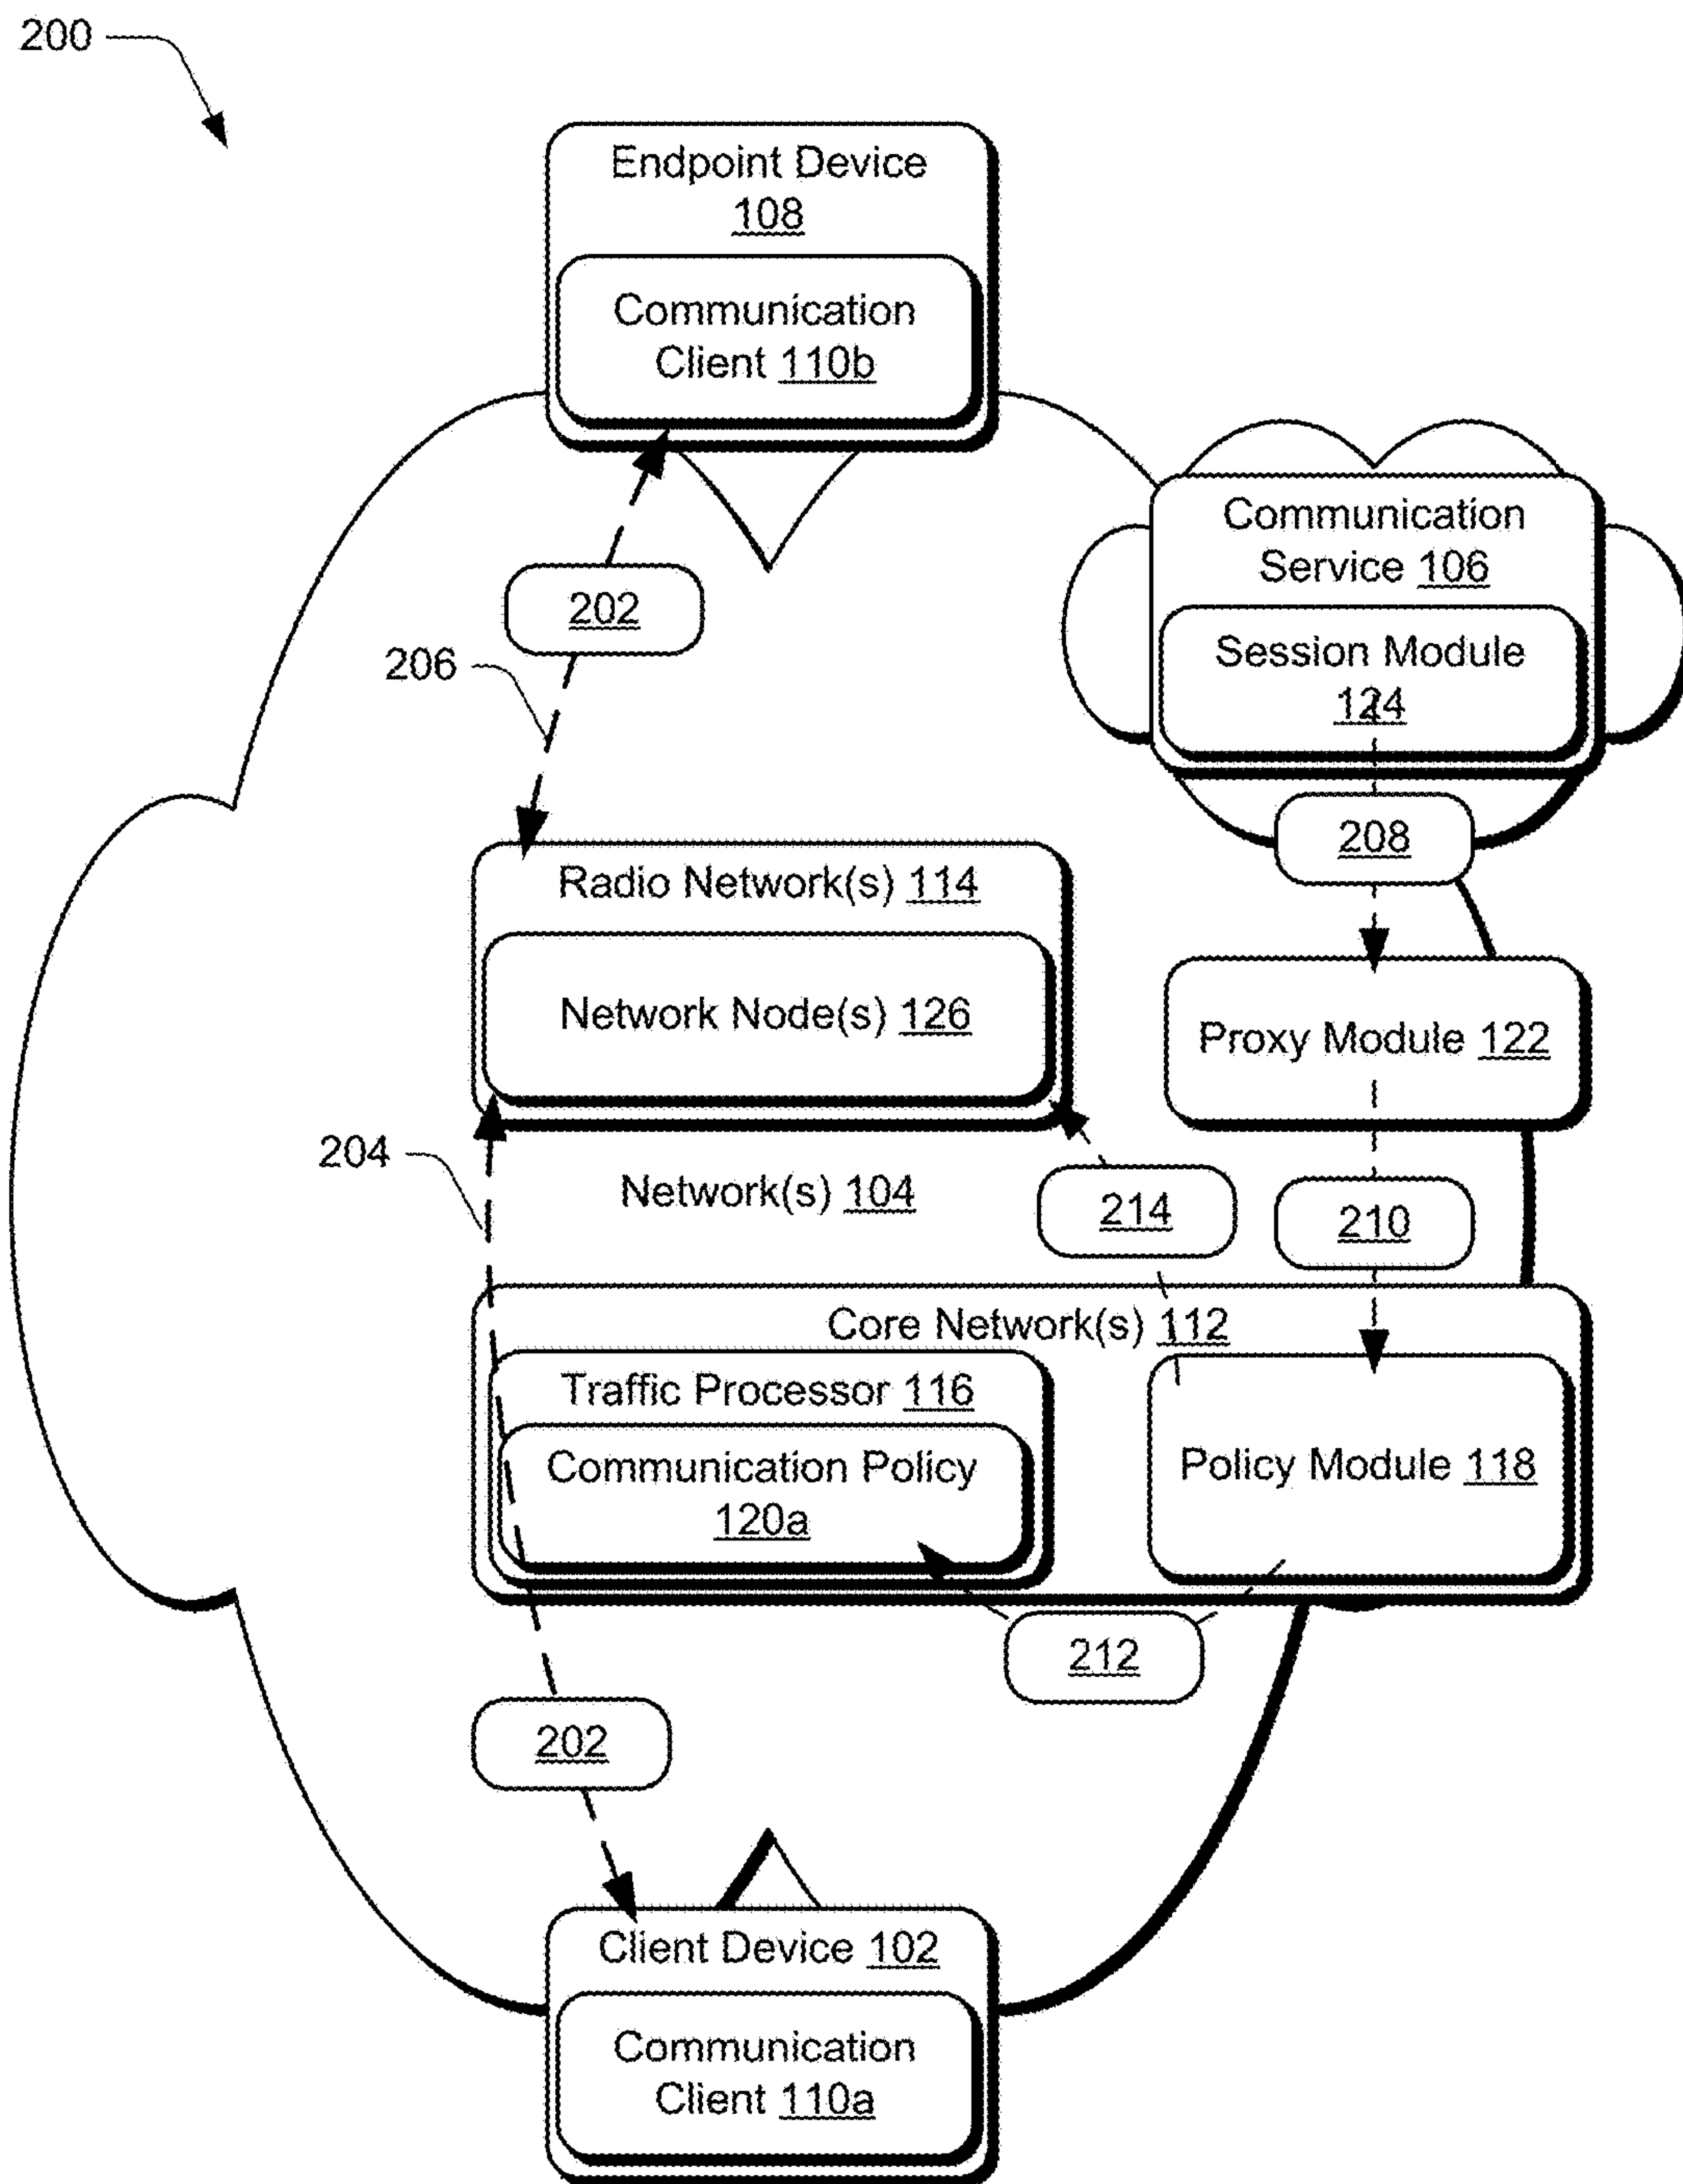 200
Endpoint Device
108
Communication
Client 110b
Communication
Service 106
202
Session Module
124
206
208
Radio Network(s) 114
Network Node(s) 126
Proxy Module 122
204
Network(s) 104
214
210
Core Network(s) 112
Traffic Processor 116
Communication Policy
120a
Policy Module 118
212
202
Client Device 102
Communication
Client 110a